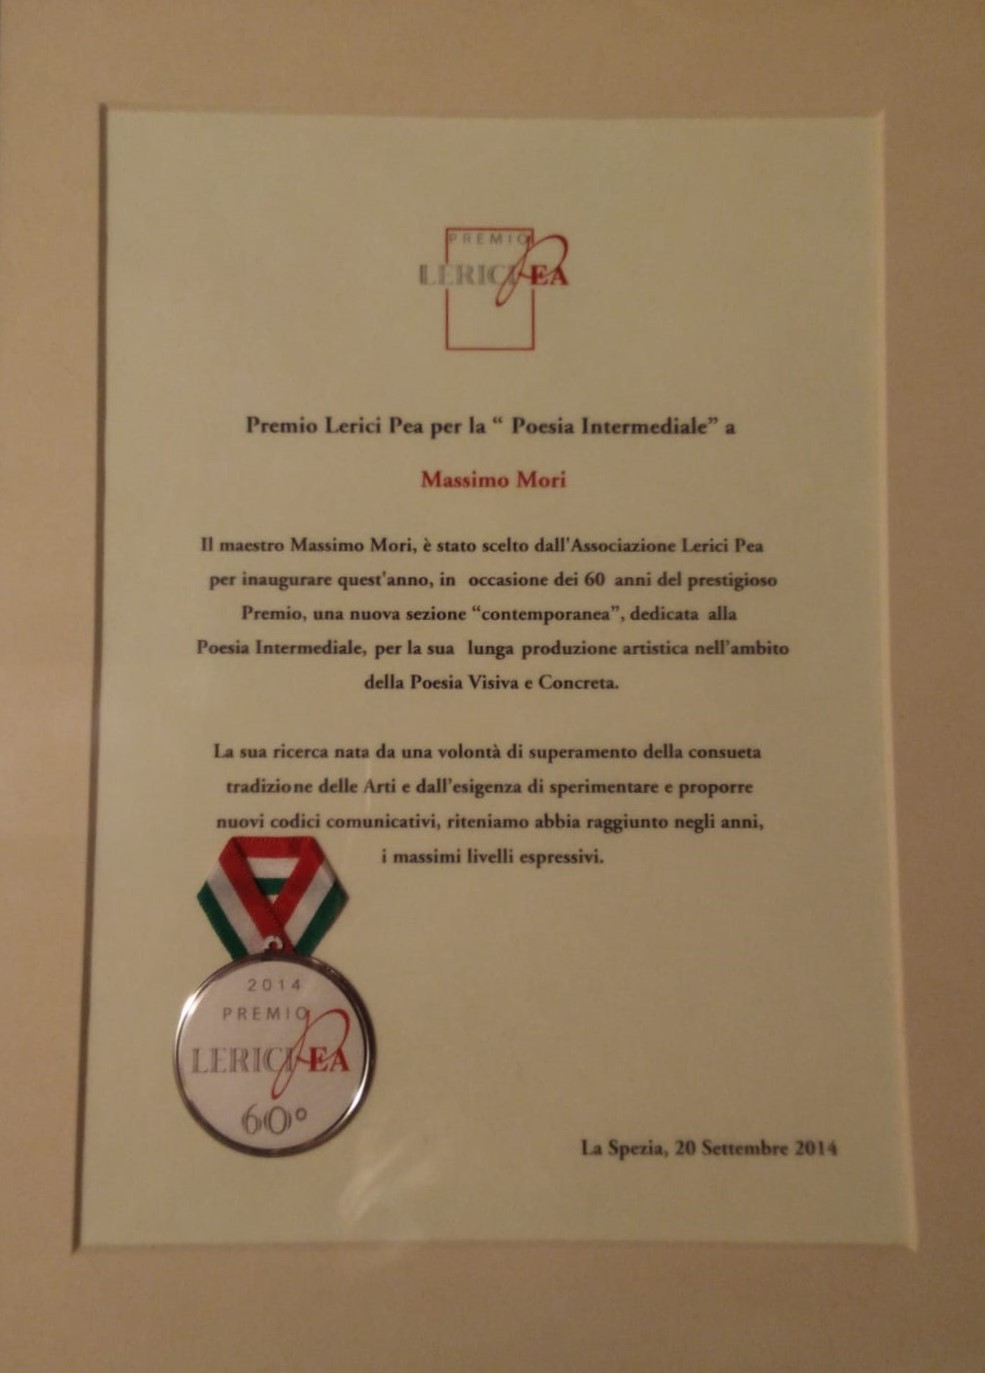 PREMIO
LERICI PEA
Premio Lerici Pea per la “ Poesia Intermediale” a
Massimo Mori
Il maestro Massimo Mori, è stato scelto dall'Associazione Lerici Pea
per inaugurare quest'anno, in occasione dei 60 anni del prestigioso
Premio, una nuova sezione “contemporanea”, dedicata alla
Poesia Intermediale, per la sua lunga produzione artistica nell'ambito
della Poesia Visiva e Concreta.
La sua ricerca nata da una volontà di superamento della consueta
tradizione delle Arti e dall'esigenza di sperimentare e proporre
nuovi codici comunicativi, riteniamo abbia raggiunto negli anni,
i massimi livelli espressivi.
2014
PREMIO
LERICI PEA
60°
La Spezia, 20 Settembre 2014